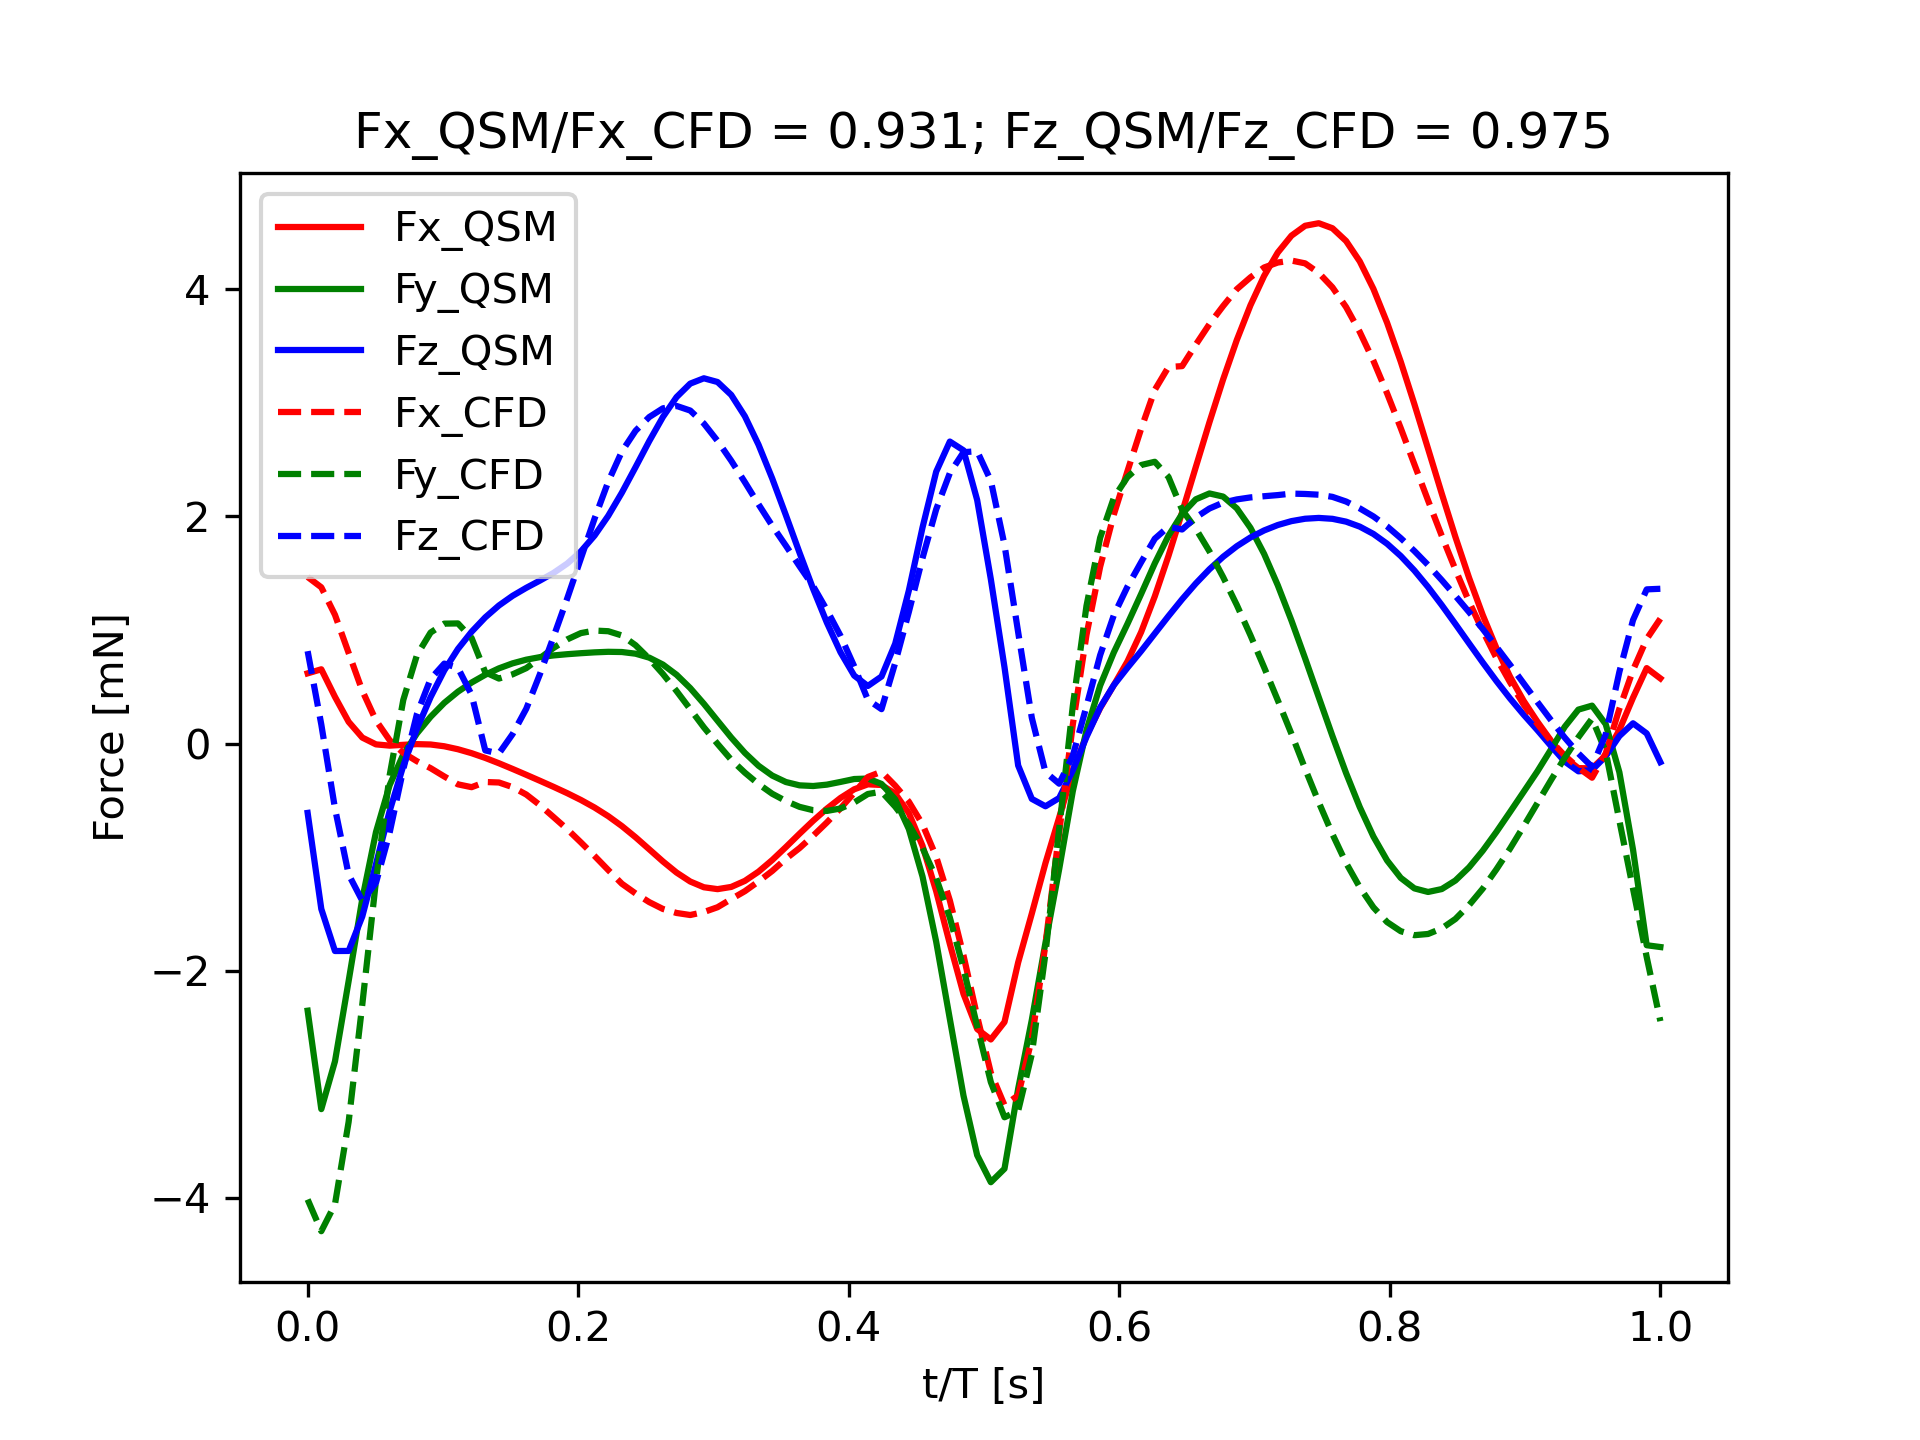 Fx_QSM/Fx_CFD = 0.931; Fz_QSM/Fz_CFD = 0.975
Fx_QSM
Fy_QSM
Fz_QSM
Fx_CFD
Fy_CFD
Fz_CFD
Force [mN]
4
2
0
−2
−4
0.0 0.2 0.4 0.6 0.8 1.0
t/T [s]